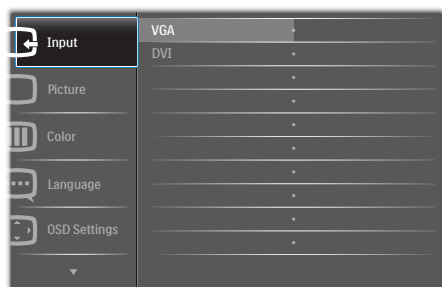 Input
VGA
DVI
Picture
Color
Language
OSD Settings